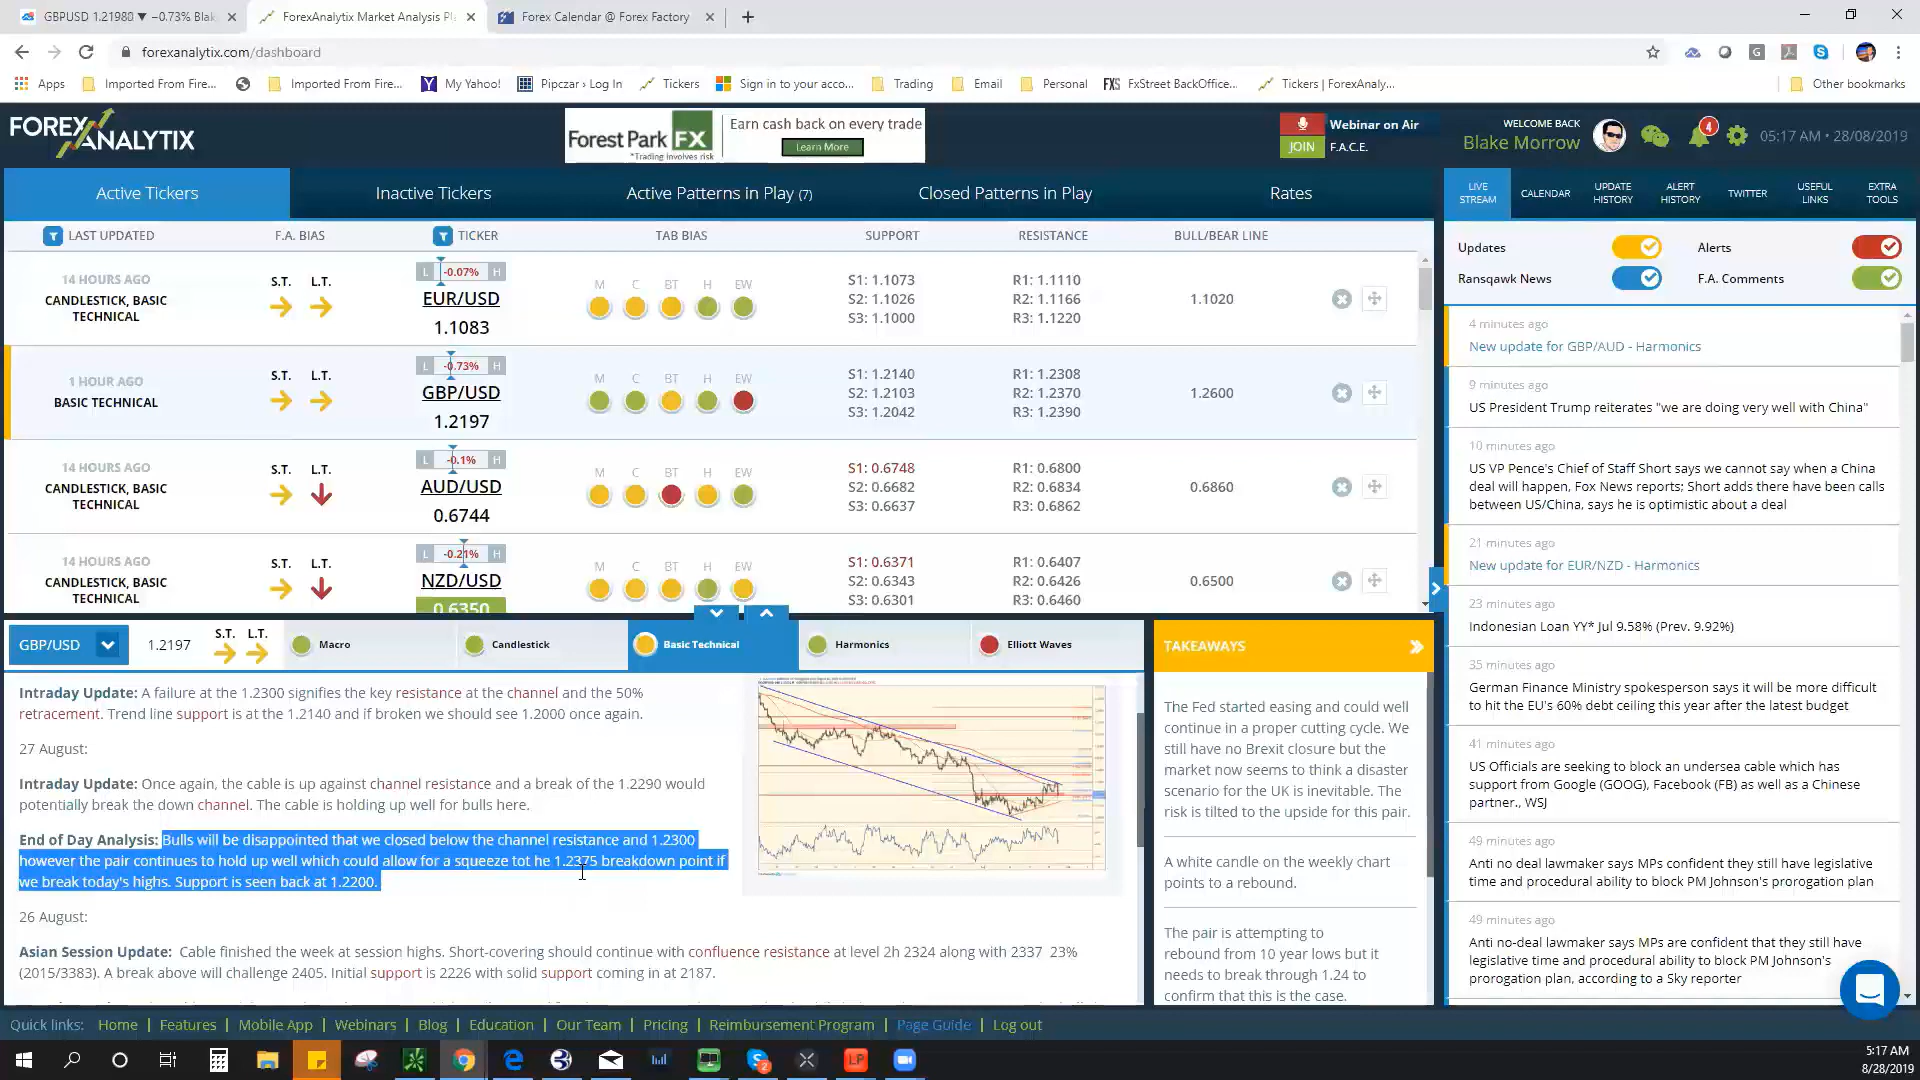 GBPUSD 1.21980 ▼ −0.73% Blak
ForexAnalytix Market Analysis Pl
Forex Calendar @ Forex Factory
forexanalytix.com/dashboard
Apps
Imported From Fire...
Imported From Fire...
My Yahoo!
Pipczar › Log In
Tickers
Sign in to your acco...
Trading
Email
Personal
FXS FxStreet BackOffice...
Tickers | ForexAnaly...
Other bookmarks
FOREX ANALYTIX
Forest Park FX
*Trading involves risk
Earn cash back on every trade
Learn More
JOIN
Webinar on Air
F.A.C.E.
WELCOME BACK
Blake Morrow
4
05:17 AM • 28/08/2019
Active Tickers
Inactive Tickers
Active Patterns in Play (7)
Closed Patterns in Play
Rates
LAST UPDATED F.A. BIAS TICKER TAB BIAS SUPPORT RESISTANCE BULL/BEAR LINE
14 HOURS AGO
CANDLESTICK, BASIC
TECHNICAL
S.T. L.T.
L -0.07% H
EUR/USD
1.1083
M C BT H EW
S1: 1.1073
S2: 1.1026
S3: 1.1000
R1: 1.1110
R2: 1.1166
R3: 1.1220
1.1020
1 HOUR AGO
BASIC TECHNICAL
S.T. L.T.
L -0.73% H
GBP/USD
1.2197
M C BT H EW
S1: 1.2140
S2: 1.2103
S3: 1.2042
R1: 1.2308
R2: 1.2370
R3: 1.2390
1.2600
14 HOURS AGO
CANDLESTICK, BASIC
TECHNICAL
S.T. L.T.
L -0.1% H
AUD/USD
0.6744
M C BT H EW
S1: 0.6748
S2: 0.6682
S3: 0.6637
R1: 0.6800
R2: 0.6834
R3: 0.6862
0.6860
14 HOURS AGO
CANDLESTICK, BASIC
TECHNICAL
S.T. L.T.
L -0.21% H
NZD/USD
0.6350
M C BT H EW
S1: 0.6371
S2: 0.6343
S3: 0.6301
R1: 0.6407
R2: 0.6426
R3: 0.6460
0.6500
LIVE STREAM
CALENDAR
UPDATE HISTORY
ALERT HISTORY
TWITTER
USEFUL LINKS
EXTRA TOOLS
Updates
Alerts
Ransqawk News
F.A. Comments
4 minutes ago
New update for GBP/AUD - Harmonics
9 minutes ago
US President Trump reiterates "we are doing very well with China"
10 minutes ago
US VP Pence's Chief of Staff Short says we cannot say when a China
deal will happen, Fox News reports; Short adds there have been calls
between US/China, says he is optimistic about a deal
21 minutes ago
New update for EUR/NZD - Harmonics
23 minutes ago
Indonesian Loan YY* Jul 9.58% (Prev. 9.92%)
35 minutes ago
German Finance Ministry spokesperson says it will be more difficult
to hit the EU's 60% debt ceiling this year after the latest budget
41 minutes ago
US Officials are seeking to block an undersea cable which has
support from Google (GOOG), Facebook (FB) as well as a Chinese
partner., WSJ
49 minutes ago
Anti no deal lawmaker says MPs confident they still have legislative
time and procedural ability to block PM Johnson's prorogation plan
49 minutes ago
Anti no-deal lawmaker says MPs are confident that they still have
legislative time and procedural ability to block PM Johnson's
prorogation plan, according to a Sky reporter
GBP/USD
1.2197
S.T. L.T.
Macro
Candlestick
Basic Technical
Harmonics
Elliott Waves
Intraday Update: A failure at the 1.2300 signifies the key resistance at the channel and the 50%
retracement. Trend line support is at the 1.2140 and if broken we should see 1.2000 once again.
27 August:
Intraday Update: Once again, the cable is up against channel resistance and a break of the 1.2290 would
potentially break the down channel. The cable is holding up well for bulls here.
End of Day Analysis: Bulls will be disappointed that we closed below the channel resistance and 1.2300
however the pair continues to hold up well which could allow for a squeeze tot he 1.2375 breakdown point if
we break today's highs. Support is seen back at 1.2200.
26 August:
Asian Session Update: Cable finished the week at session highs. Short-covering should continue with confluence resistance at level 2h 2324 along with 2337 23%
(2015/3383). A break above will challenge 2405. Initial support is 2226 with solid support coming in at 2187.
TAKEAWAYS
The Fed started easing and could well
continue in a proper cutting cycle. We
still have no Brexit closure but the
market now seems to think a disaster
scenario for the UK is inevitable. The
risk is tilted to the upside for this pair.
A white candle on the weekly chart
points to a rebound.
The pair is attempting to
rebound from 10 year lows but it
needs to break through 1.24 to
confirm that this is the case.
Quick links: Home | Features | Mobile App | Webinars | Blog | Education | Our Team | Pricing | Reimbursement Program | Page Guide | Log out
5:17 AM
8/28/2019